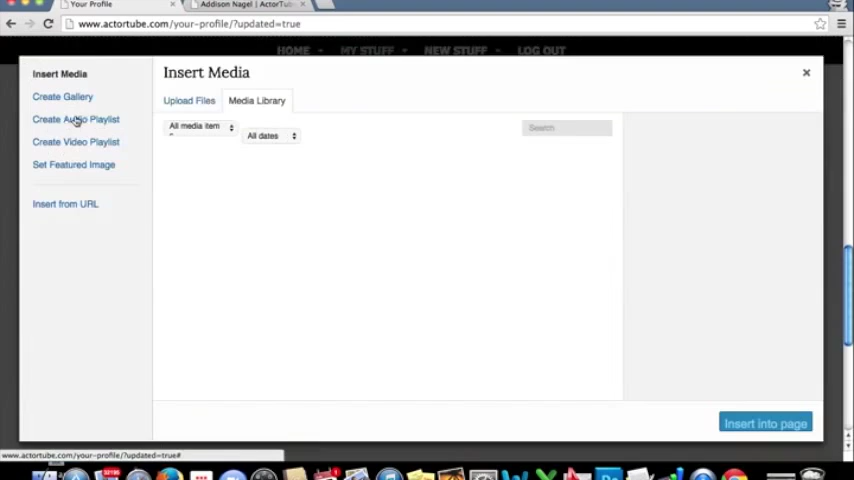 Your Profile
Addison Nagel | ActorTub
www.actortube.com/your-profile/?updated=true
HOME MY STUFF NEW STUFF LOG OUT
Insert Media
Create Gallery
Create Audio Playlist
Create Video Playlist
Set Featured Image
Insert from URL
Insert Media
Upload Files Media Library
All media item
All dates
Search
Insert into page
www.actortube.com/your-profile/?updated=true#